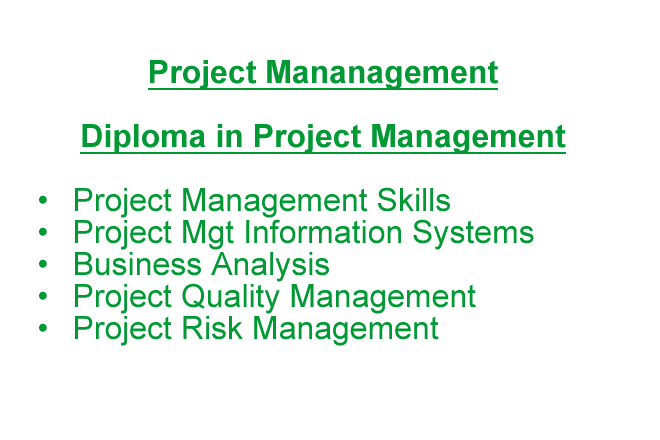 Project Mananagement
Diploma in Project Management
• Project Management Skills
• Project Mgt Information Systems
• Business Analysis
• Project Quality Management
• Project Risk Management